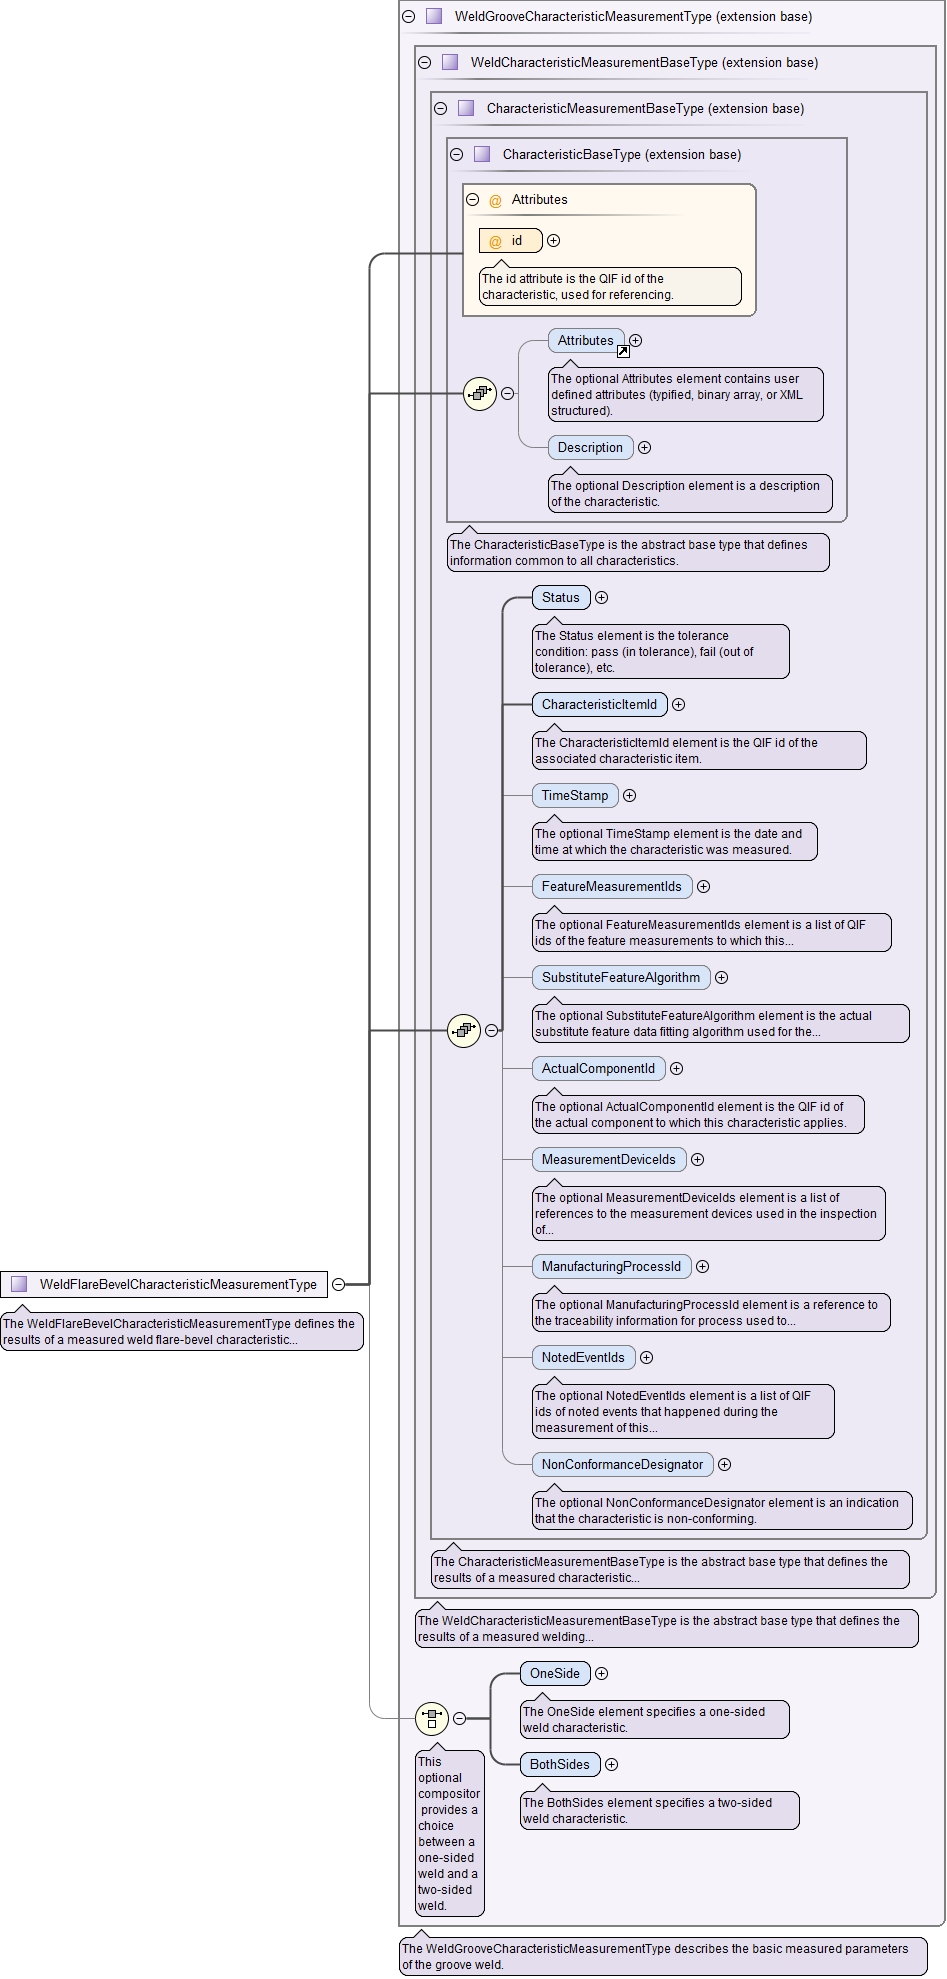 WeldGrooveCharacteristicMeasurementType (extension base)
WeldCharacteristicMeasurementBaseType (extension base)
CharacteristicMeasurementBaseType (extension base)
CharacteristicBaseType (extension base)
@ Attributes
@ id
The id attribute is the QIF id of the
characteristic, used for referencing.
Attributes
The optional Attributes element contains user
defined attributes (typified, binary array, or XML
structured).
Description
The optional Description element is a description
of the characteristic.
The CharacteristicBaseType is the abstract base type that defines
information common to all characteristics.
Status
The Status element is the tolerance
condition: pass (in tolerance), fail (out of
tolerance), etc.
CharacteristicItemId
The CharacteristicItemId element is the QIF id of the
associated characteristic item.
TimeStamp
The optional TimeStamp element is the date and
time at which the characteristic was measured.
FeatureMeasurementIds
The optional FeatureMeasurementIds element is a list of QIF
ids of the feature measurements to which this...
SubstituteFeatureAlgorithm
The optional SubstituteFeatureAlgorithm element is the actual
substitute feature data fitting algorithm used for the...
ActualComponentId
The optional ActualComponentId element is the QIF id of
the actual component to which this characteristic applies.
MeasurementDeviceIds
The optional MeasurementDeviceIds element is a list of
references to the measurement devices used in the inspection
of...
ManufacturingProcessId
The optional ManufacturingProcessId element is a reference to
the traceability information for process used to...
NotedEventIds
The optional NotedEventIds element is a list of QIF
ids of noted events that happened during the
measurement of this...
NonConformanceDesignator
The optional NonConformanceDesignator element is an indication
that the characteristic is non-conforming.
The CharacteristicMeasurementBaseType is the abstract base type that defines the
results of a measured characteristic...
The WeldCharacteristicMeasurementBaseType is the abstract base type that defines the
results of a measured welding...
WeldFlareBevelCharacteristicMeasurementType
The WeldFlareBevelCharacteristicMeasurementType defines the
results of a measured weld flare-bevel characteristic...
OneSide
The OneSide element specifies a one-sided
weld characteristic.
BothSides
The BothSides element specifies a two-sided
weld characteristic.
This
optional
compositor
provides a
choice
between a
one-sided
weld and a
two-sided
weld.
The WeldGrooveCharacteristicMeasurementType describes the basic measured parameters
of the groove weld.